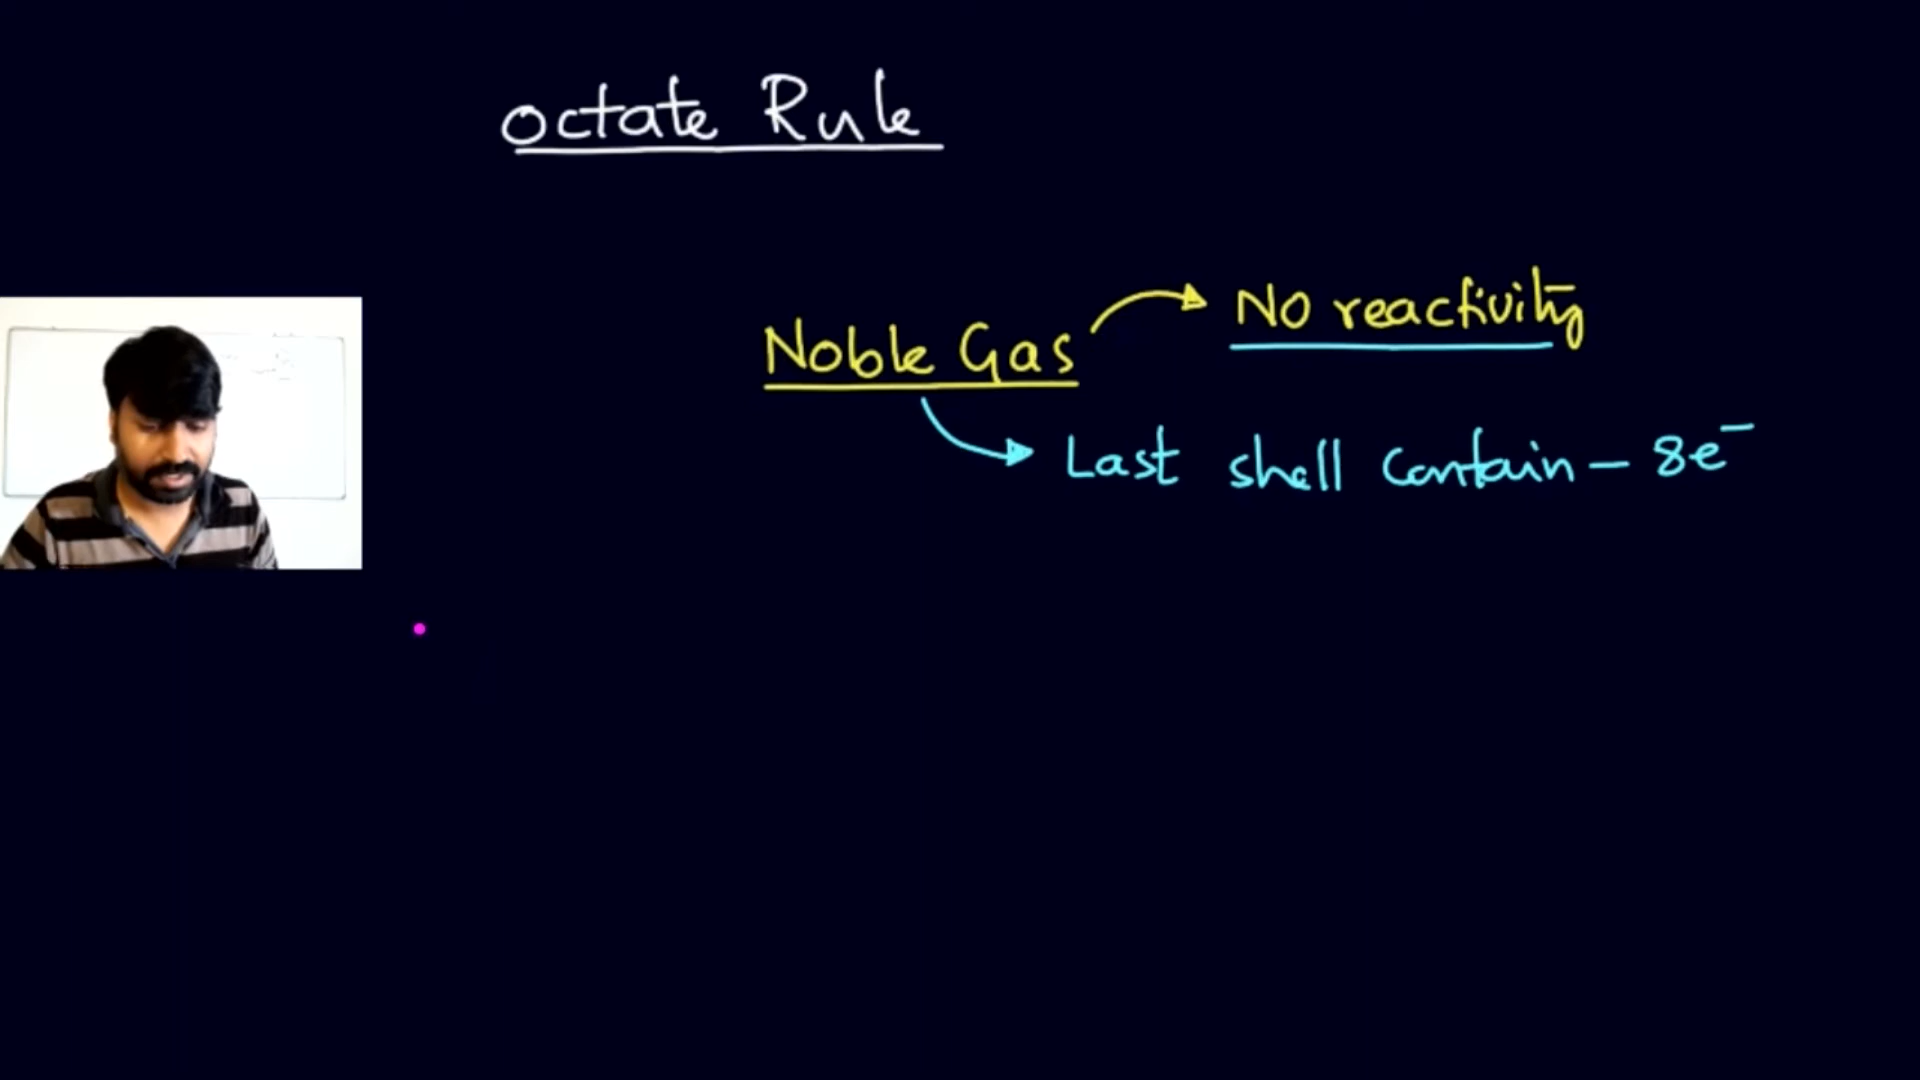 Octate Rule
No reactivity
Noble Gas
Last shell contain - 8e⁻